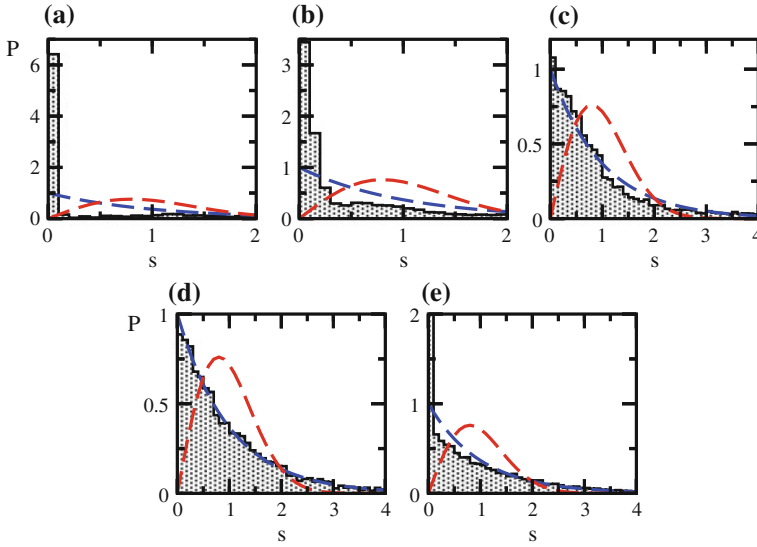 (a) (b) (c)
P 6 4 2 0 0 1 2 s
3 2 1 0 0 1 2 s
1 0.5 0 0 1 2 3 4 s
(d) (e)
P 1 0.5 0 0 1 2 3 4 s
2 1 0 0 1 2 3 4 s